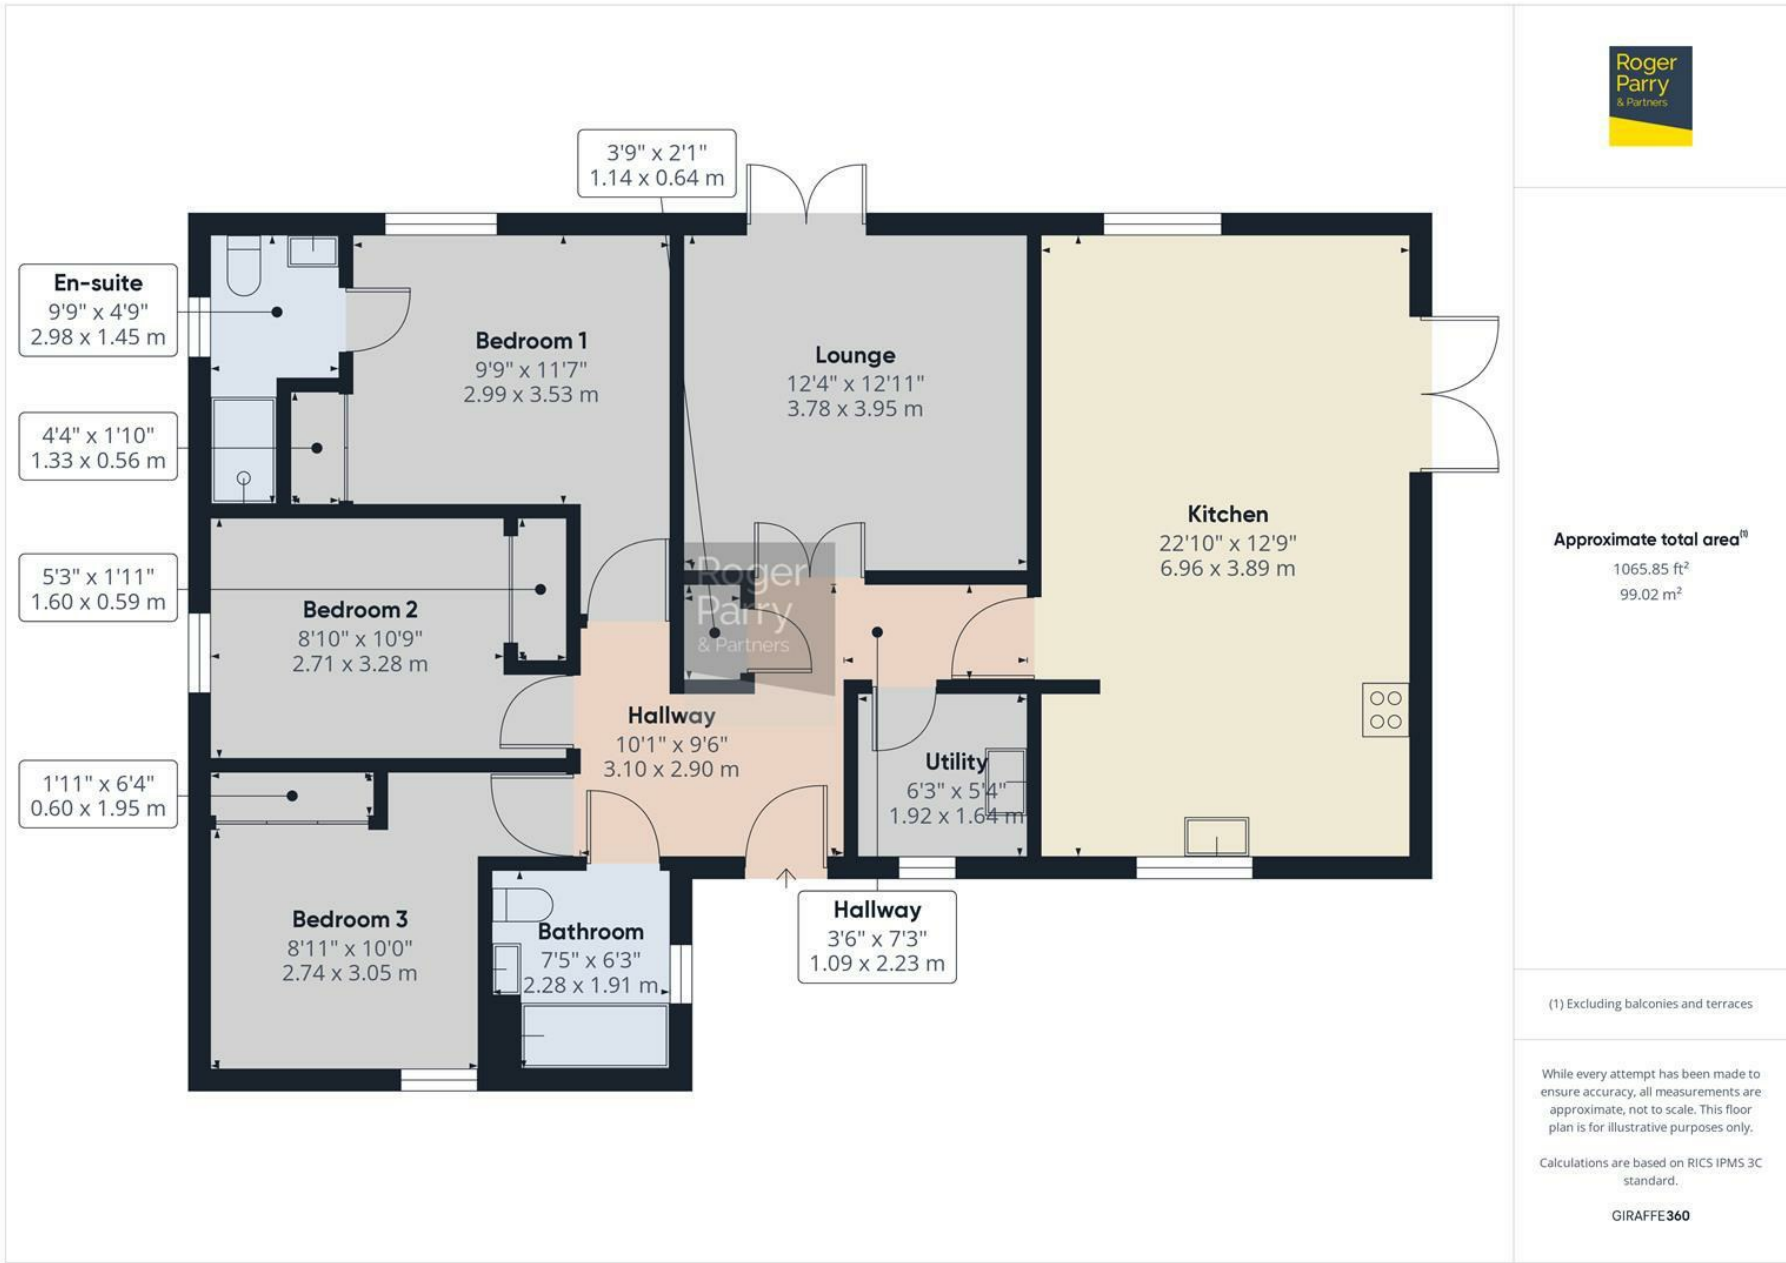 Roger
Parry
& Partners
3'9" x 2'1"
1.14 x 0.64 m
En-suite
9'9" x 4'9"
2.98 x 1.45 m
Bedroom 1
9'9" x 11'7"
2.99 x 3.53 m
Lounge
12'4" x 12'11"
3.78 x 3.95 m
4'4" x 1'10"
1.33 x 0.56 m
Kitchen
22'10" x 12'9"
6.96 x 3.89 m
5'3" x 1'11"
1.60 x 0.59 m
Bedroom 2
8'10" x 10'9"
2.71 x 3.28 m
Roger
Parry
& Partners
Hallway
10'1" x 9'6"
3.10 x 2.90 m
1'11" x 6'4"
0.60 x 1.95 m
Utility
6'3" x 5'4"
1.92 x 1.64 m
Bedroom 3
8'11" x 10'0"
2.74 x 3.05 m
Bathroom
7'5" x 6'3"
2.28 x 1.91 m
Hallway
3'6" x 7'3"
1.09 x 2.23 m
Approximate total area(1)
1065.85 ft²
99.02 m²
(1) Excluding balconies and terraces
While every attempt has been made to
ensure accuracy, all measurements are
approximate, not to scale. This floor
plan is for illustrative purposes only.
Calculations are based on RICS IPMS 3C
standard.
GIRAFFE360